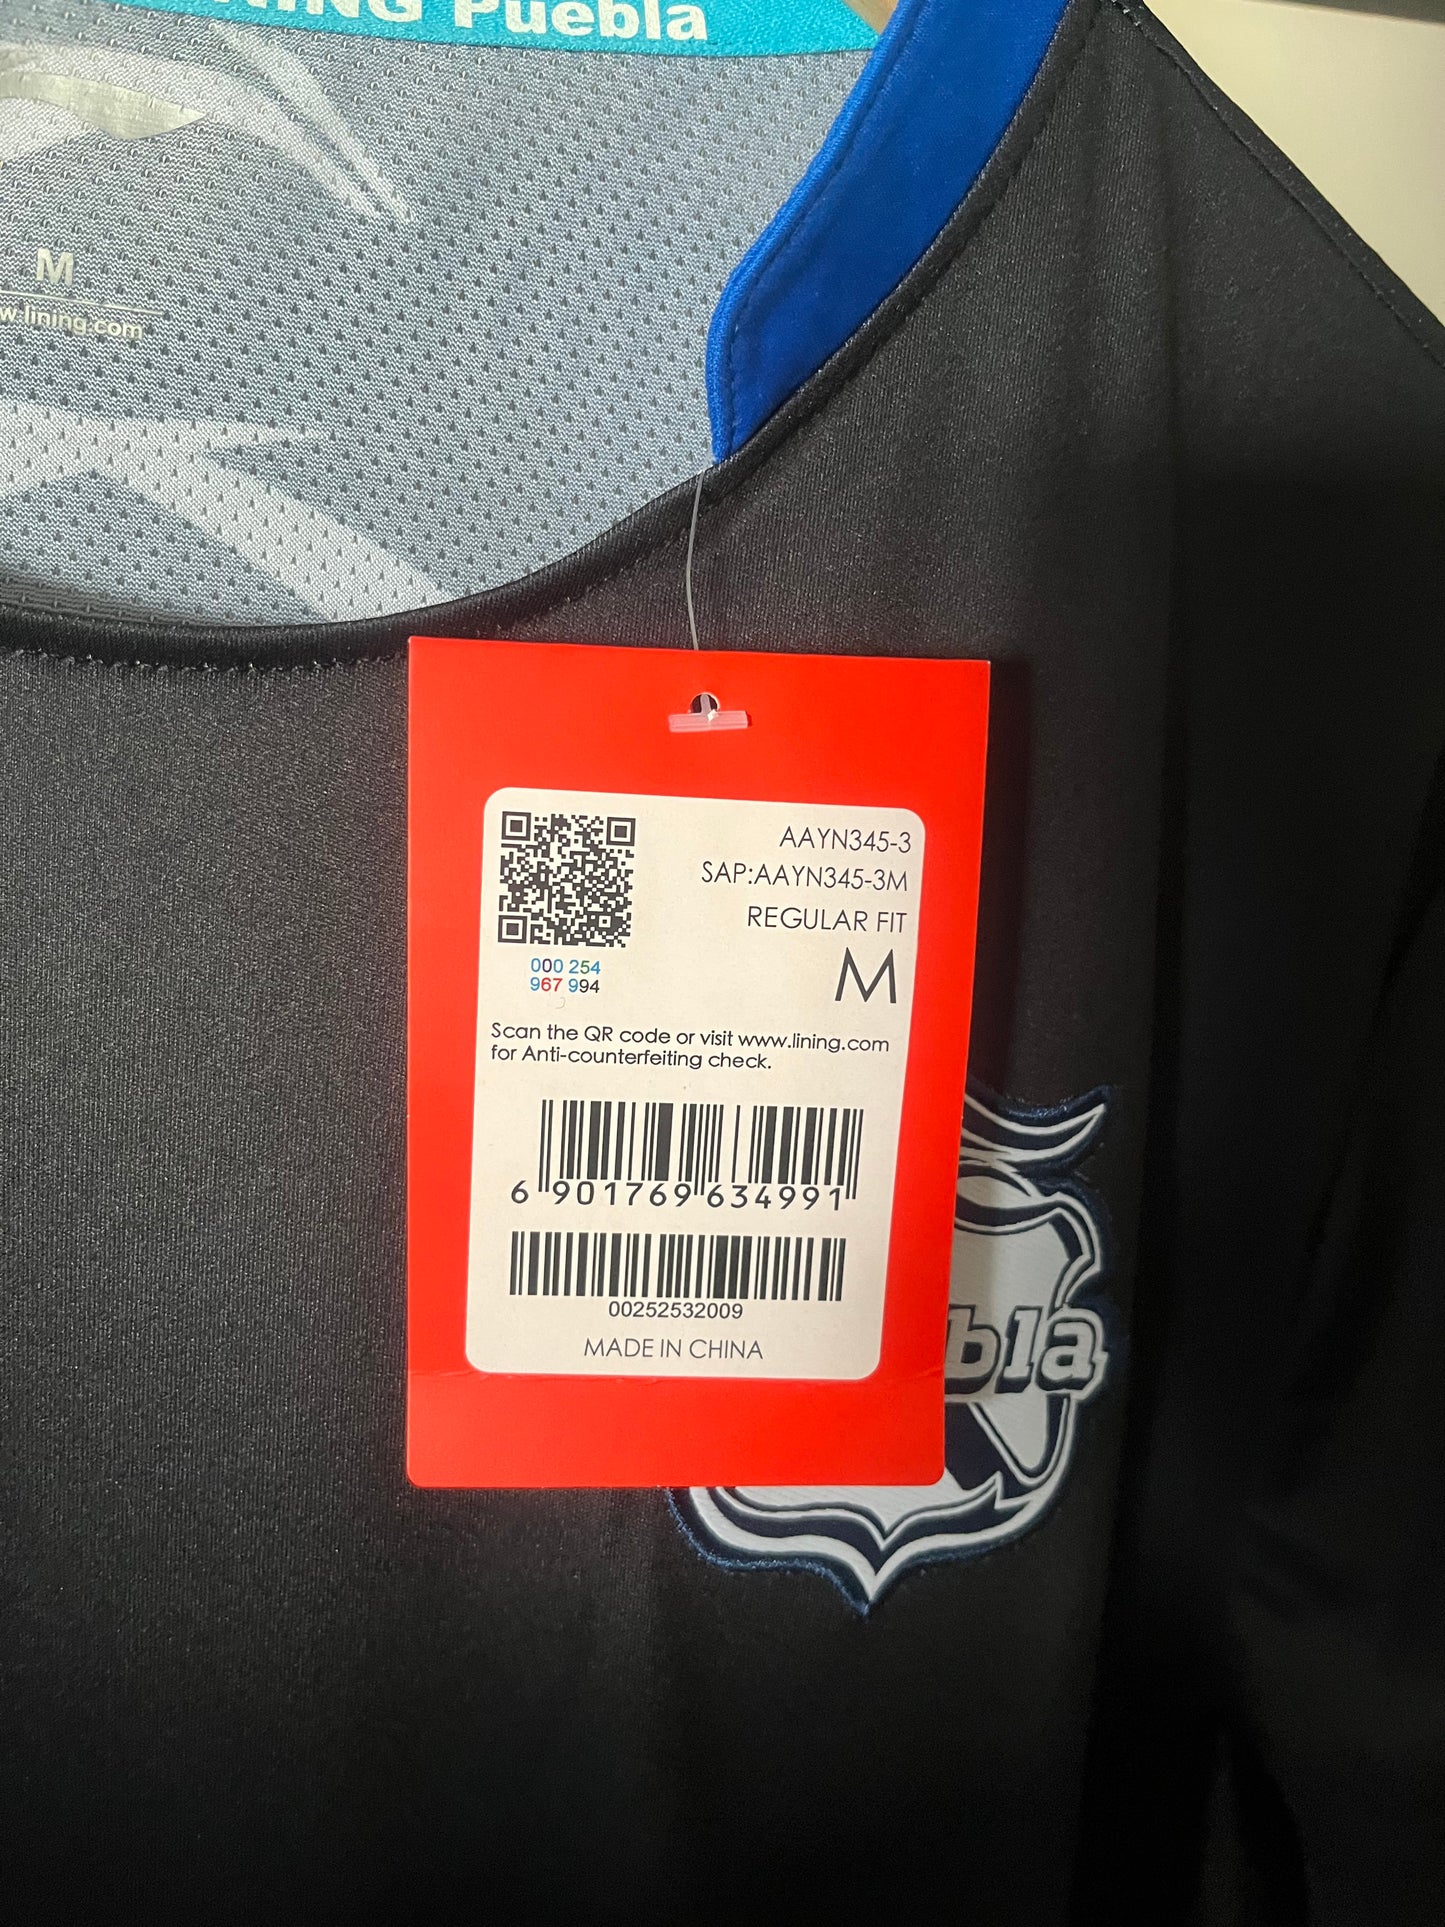 NING Puebla
M
w.lining.com
AAYN345-3
SAP:AAYN345-3M
REGULAR FIT
M
000 254
967 994
Scan the QR code or visit www.lining.com
for Anti-counterfeiting check.
6 901769 634991
00252532009
MADE IN CHINA
bla